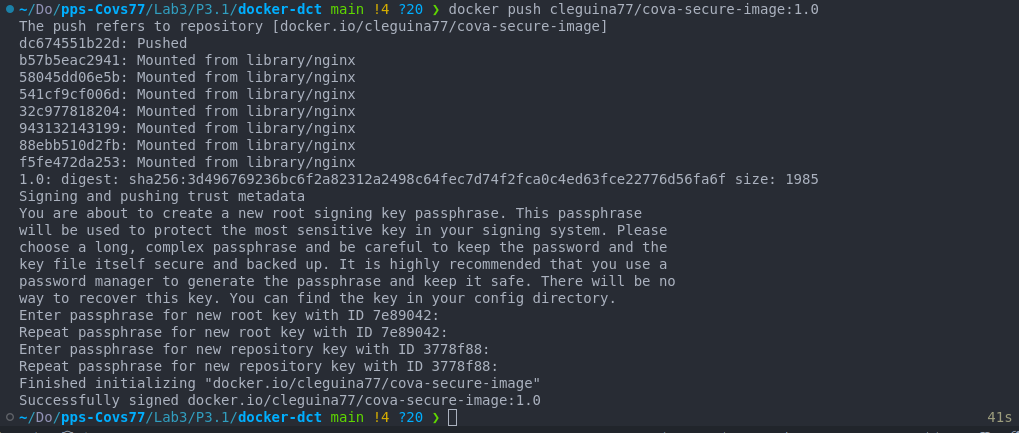 ~/Do/pps-Covs77/Lab3/P3.1/docker-dct main !4 ?20 ❯ docker push cleguina77/cova-secure-image:1.0
The push refers to repository [docker.io/cleguina77/cova-secure-image]
dc674551b22d: Pushed
b57b5eac2941: Mounted from library/nginx
58045dd06e5b: Mounted from library/nginx
541cf9cf006d: Mounted from library/nginx
32c977818204: Mounted from library/nginx
943132143199: Mounted from library/nginx
88ebb510d2fb: Mounted from library/nginx
f5fe472da253: Mounted from library/nginx
1.0: digest: sha256:3d496769236bc6f2a82312a2498c64fec7d74f2fca0c4ed63fce22776d56fa6f size: 1985
Signing and pushing trust metadata
You are about to create a new root signing key passphrase. This passphrase
will be used to protect the most sensitive key in your signing system. Please
choose a long, complex passphrase and be careful to keep the password and the
key file itself secure and backed up. It is highly recommended that you use a
password manager to generate the passphrase and keep it safe. There will be no
way to recover this key. You can find the key in your config directory.
Enter passphrase for new root key with ID 7e89042:
Repeat passphrase for new root key with ID 7e89042:
Enter passphrase for new repository key with ID 3778f88:
Repeat passphrase for new repository key with ID 3778f88:
Finished initializing "docker.io/cleguina77/cova-secure-image"
Successfully signed docker.io/cleguina77/cova-secure-image:1.0
~/Do/pps-Covs77/Lab3/P3.1/docker-dct main !4 ?20 ❯ 41s